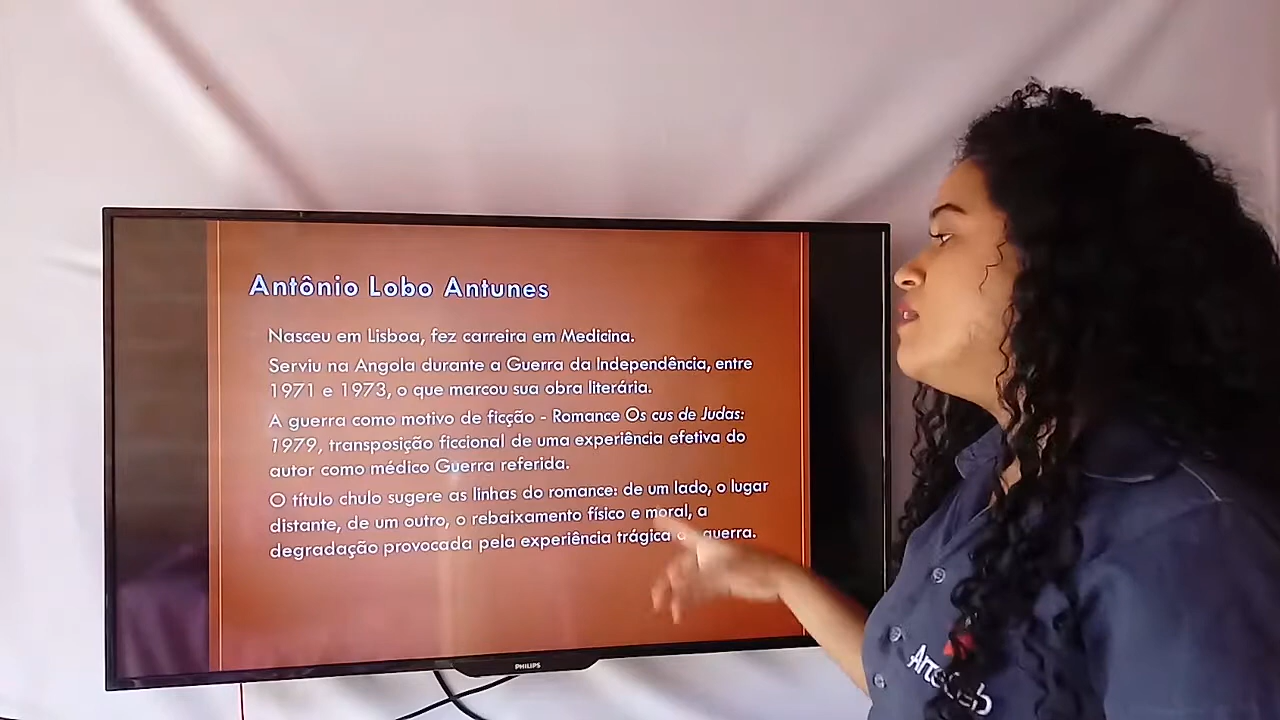 Antônio Lobo Antunes
Nasceu em Lisboa, fez carreira em Medicina.
Serviu na Angola durante a Guerra da Independência, entre
1971 e 1973, o que marcou sua obra literária.
A guerra como motivo de ficção - Romance Os cus de Judas:
1979, transposição ficcional de uma experiência efetiva do
autor como médico Guerra referida.
O título chulo sugere as linhas do romance: de um lado, o lugar
distante, de um outro, o rebaixamento físico e moral, a
degradação provocada pela experiência trágica guerra.
PHILIPS